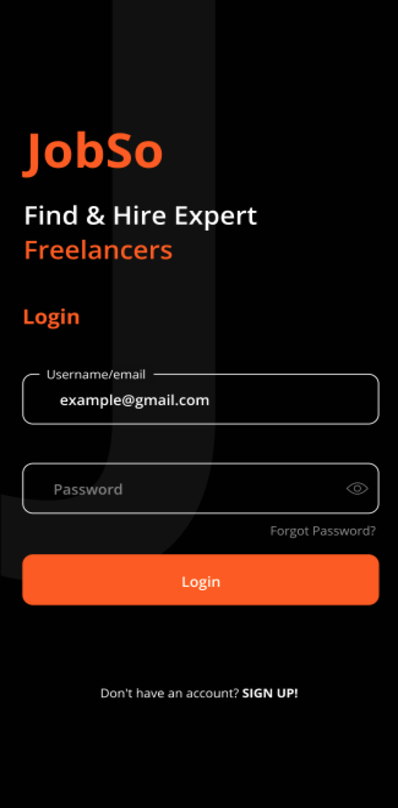 JobSo
Find & Hire Expert
Freelancers
Login
Username/email
example@gmail.com
Password
Forgot Password?
Login
Don't have an account? SIGN UP!